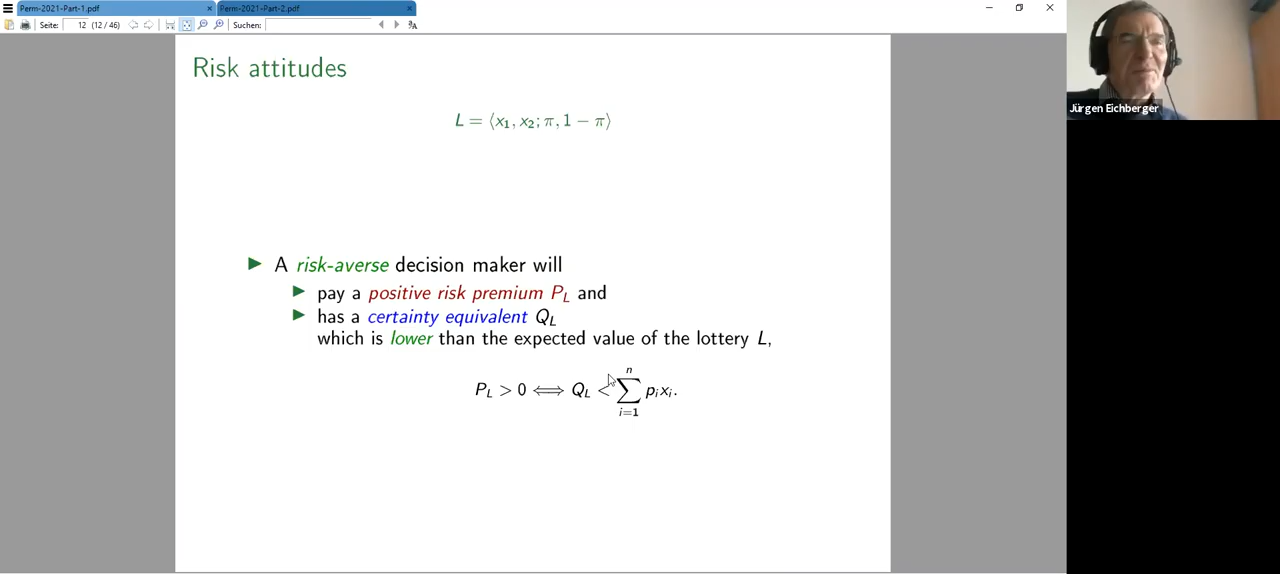 Perm-2021-Part-1.pdf
Perm-2021-Part-2.pdf
Seite: 12 (12 / 46) Suchen:
Risk attitudes
L = ⟨x₁, x₂; π, 1 − π⟩
Jürgen Eichberger
▶ A risk-averse decision maker will
▶ pay a positive risk premium P_L and
▶ has a certainty equivalent Q_L
which is lower than the expected value of the lottery L,
P_L > 0 ⟺ Q_L < ∑ⁿᵢ₌₁ pᵢxᵢ.